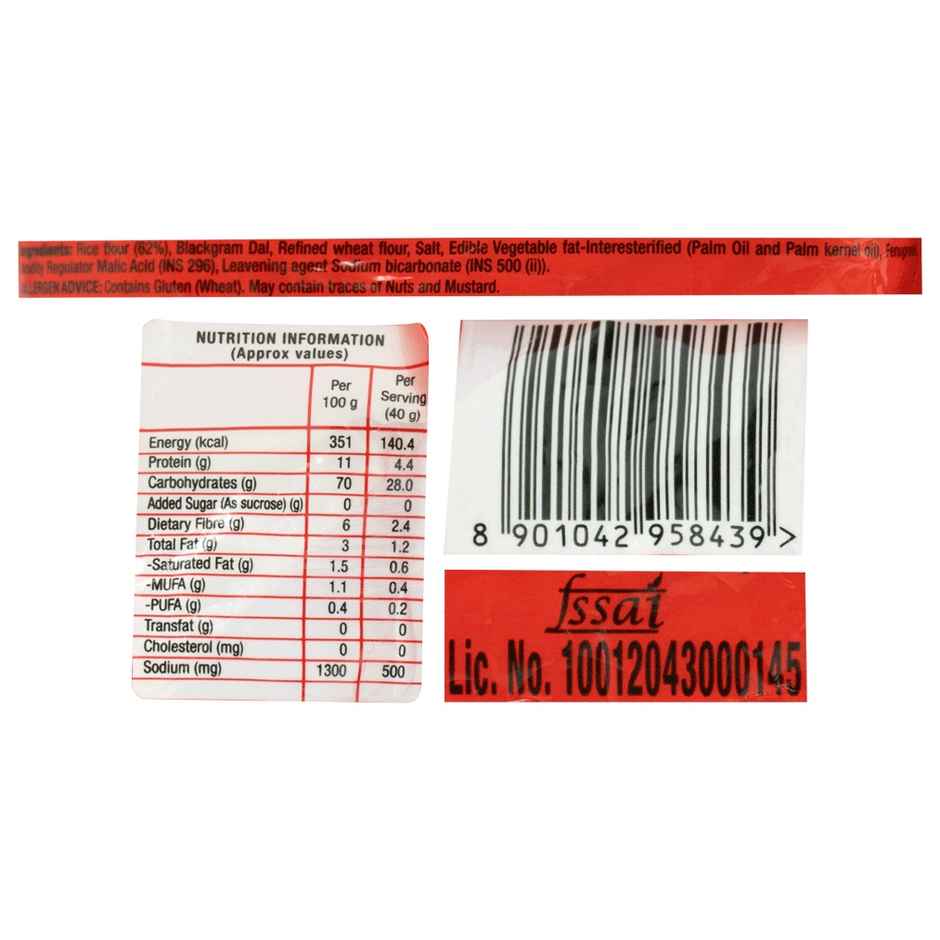 Ingredients: Rice flour (62%), Blackgram Dal, Refined wheat flour, Salt, Edible Vegetable fat-Interesterified (Palm Oil and Palm kernel oil),
Regulator Malic Acid (INS 296), Leavening agent Sodium bicarbonate (INS 500 (ii)).
ALLERGEN ADVICE: Contains Gluten (Wheat). May contain traces of Nuts and Mustard.
NUTRITION INFORMATION
(Approx values)
Per 100 g Per Serving (40 g)
Energy (kcal) 351 140.4
Protein (g) 11 4.4
Carbohydrates (g) 70 28.0
Added Sugar (As sucrose) (g) 0 0
Dietary Fibre (g) 6 2.4
Total Fat (g) 3 1.2
-Saturated Fat (g) 1.5 0.6
-MUFA (g) 1.1 0.4
-PUFA (g) 0.4 0.2
Transfat (g) 0 0
Cholesterol (mg) 0 0
Sodium (mg) 1300 500
8 901042 958439 >
fssai
Lic. No. 10012043000145